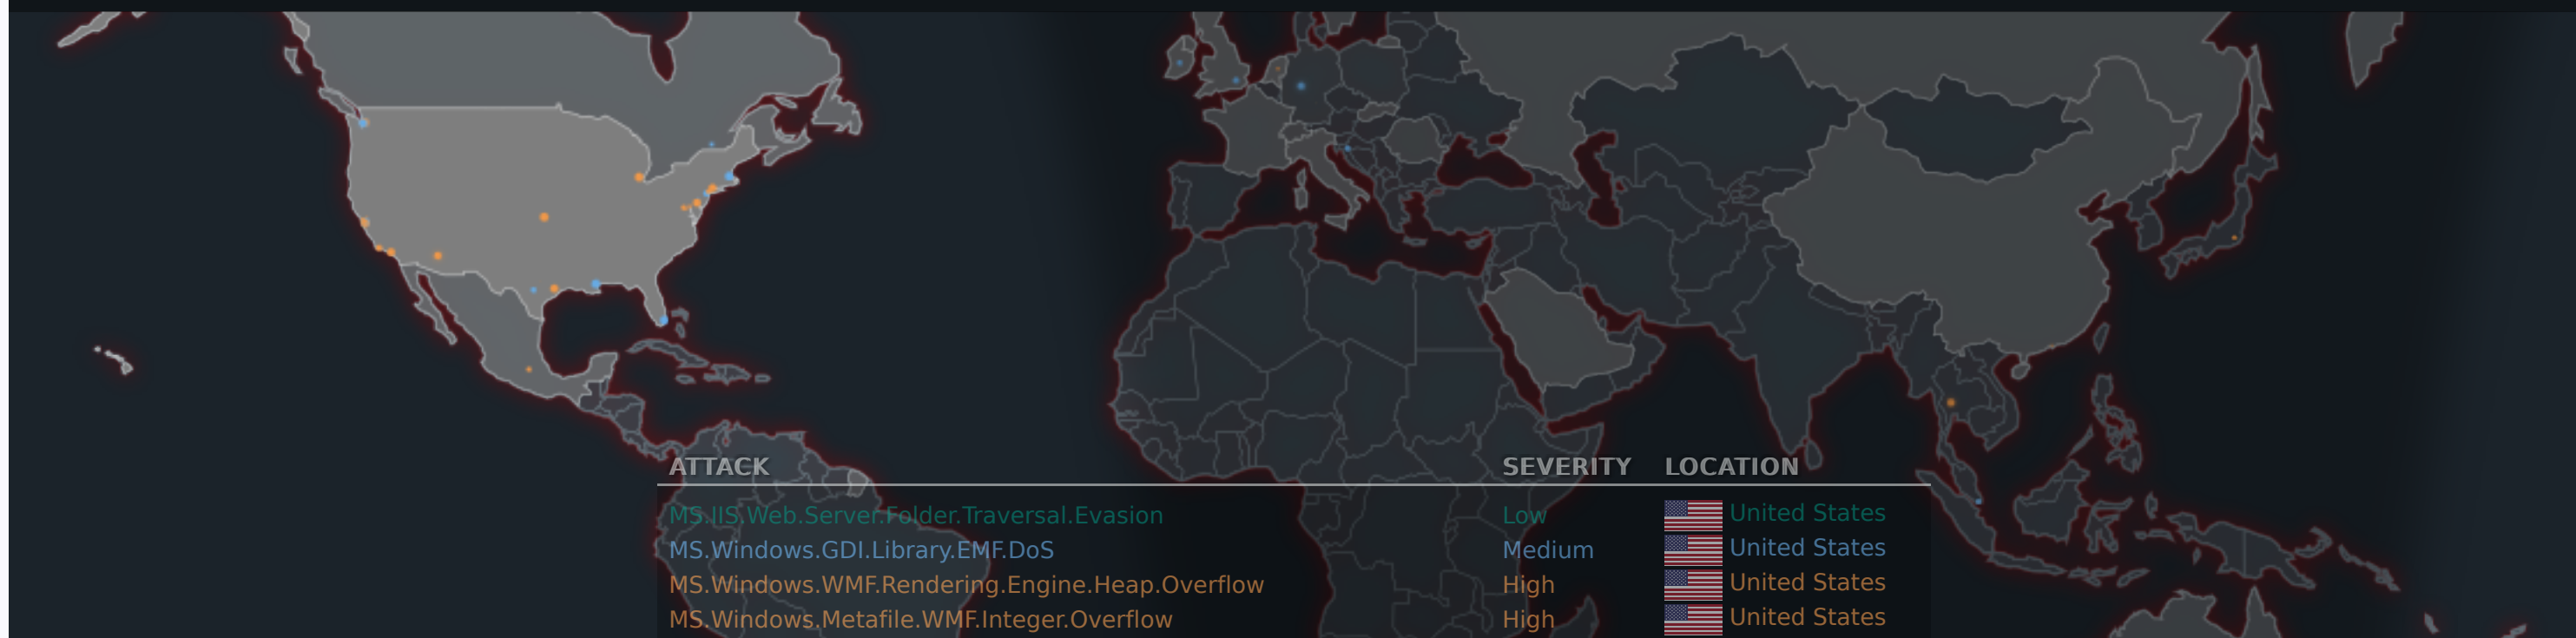 ATTACK SEVERITY LOCATION
MS.IIS.Web.Server.Folder.Traversal.Evasion Low United States
MS.Windows.GDI.Library.EMF.DoS Medium United States
MS.Windows.WMF.Rendering.Engine.Heap.Overflow High United States
MS.Windows.Metafile.WMF.Integer.Overflow High United States